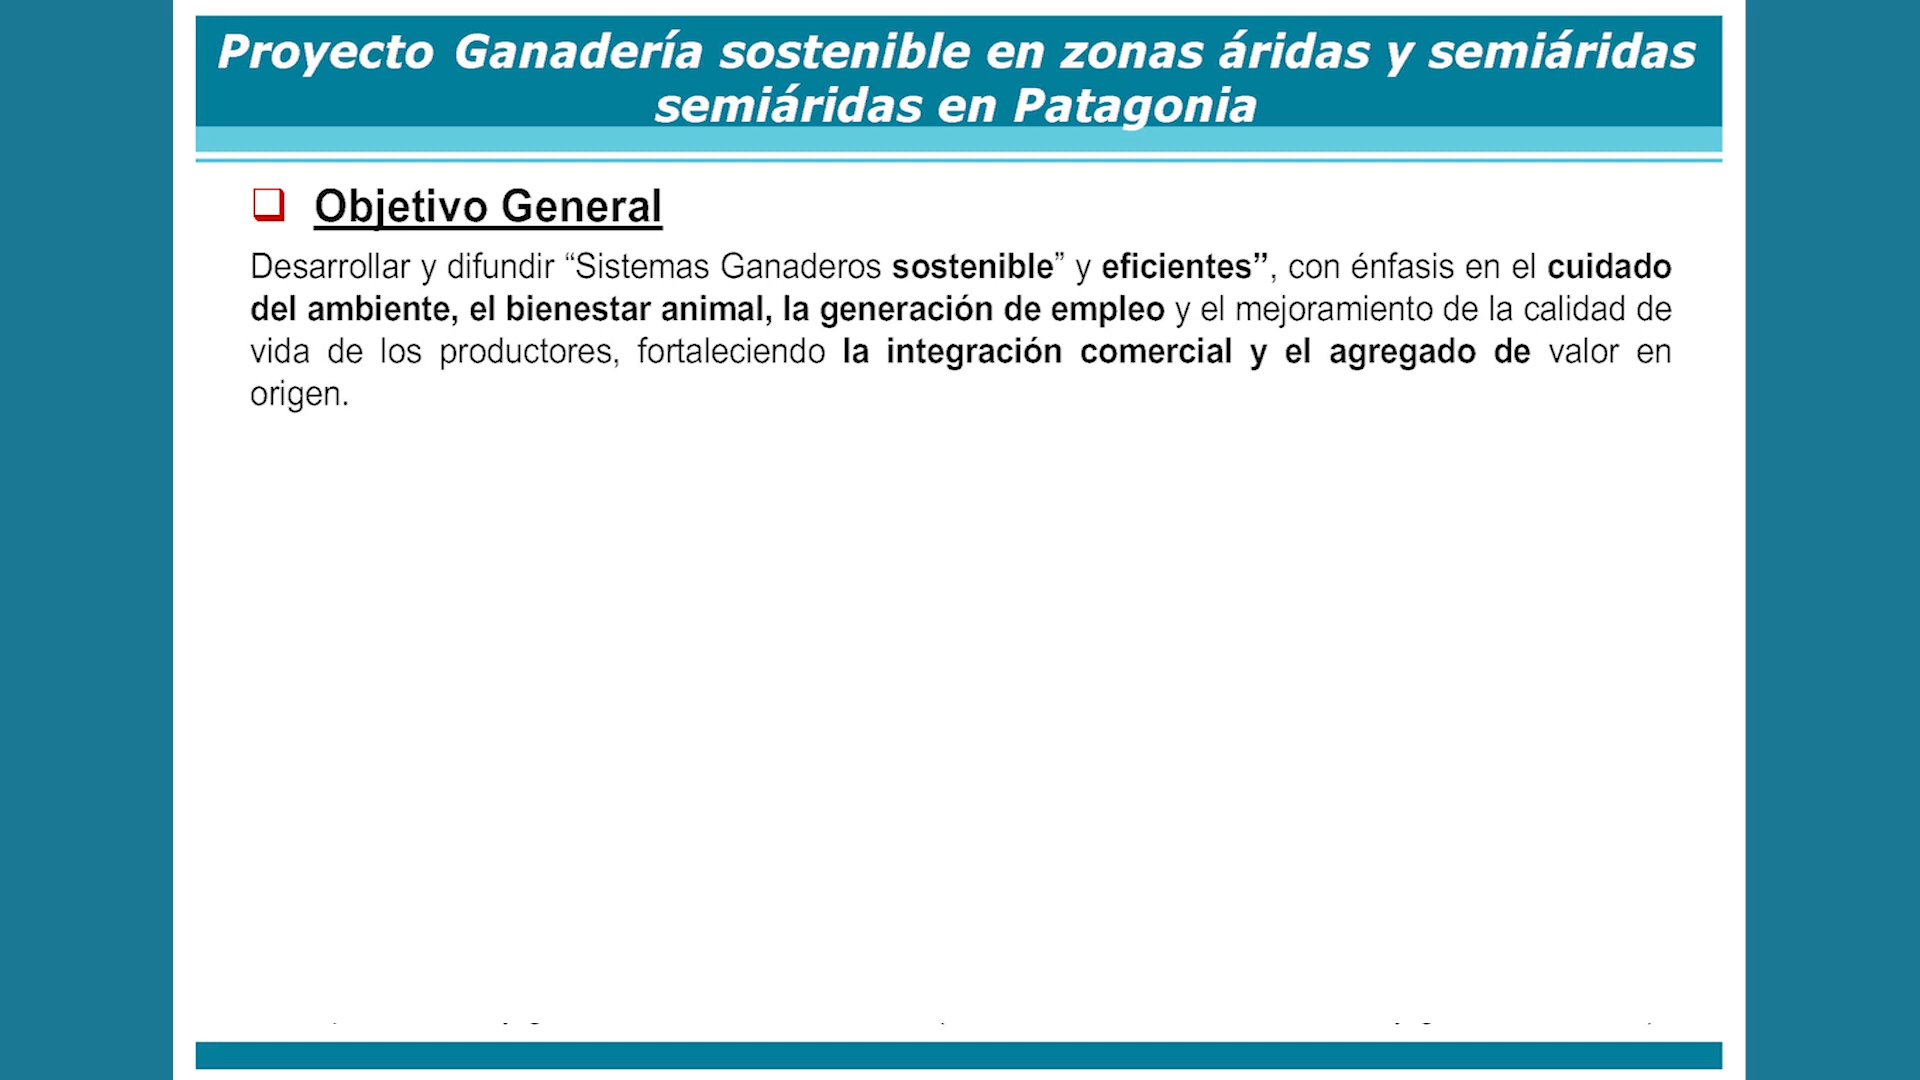 Proyecto Ganadería sostenible en zonas áridas y semiáridas
semiáridas en Patagonia
Objetivo General
Desarrollar y difundir “Sistemas Ganaderos sostenible” y eficientes”, con énfasis en el cuidado
del ambiente, el bienestar animal, la generación de empleo y el mejoramiento de la calidad de
vida de los productores, fortaleciendo la integración comercial y el agregado de valor en
origen.